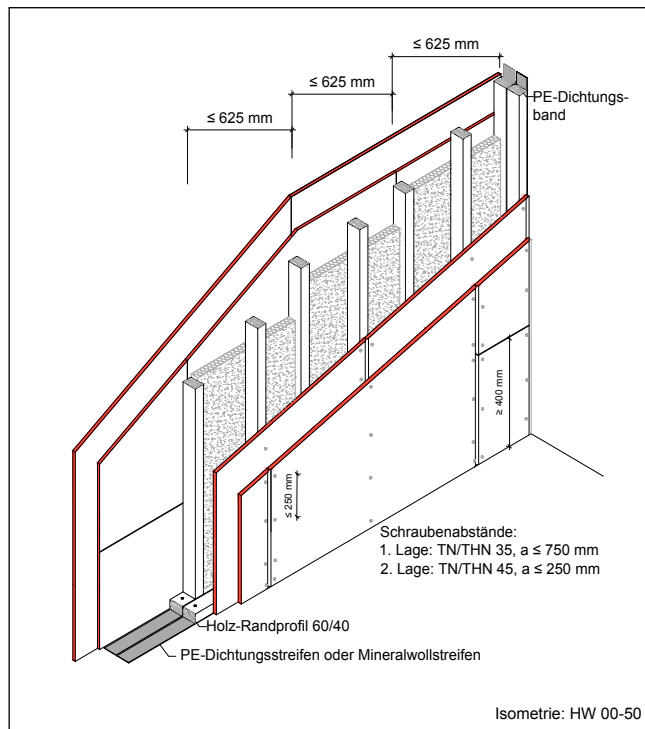 ≤ 625 mm
≤ 625 mm
≤ 625 mm
PE-Dichtungs-
band
≥ 400 mm
≤ 250 mm
Schraubenabstände:
1. Lage: TN/THN 35, a ≤ 750 mm
2. Lage: TN/THN 45, a ≤ 250 mm
Holz-Randprofil 60/40
PE-Dichtungsstreifen oder Mineralwollstreifen
Isometrie: HW 00-50